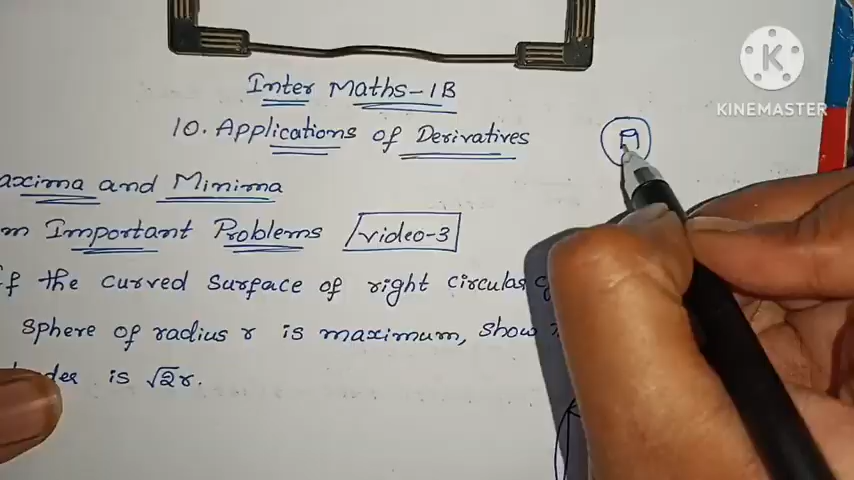 KINEMASTER
Inter Maths-1B
10. Applications of Derivatives
axima and Minima
m Important Problems video-3
f the curved surface of right circular
sphere of radius r is maximum, show
is √2r.